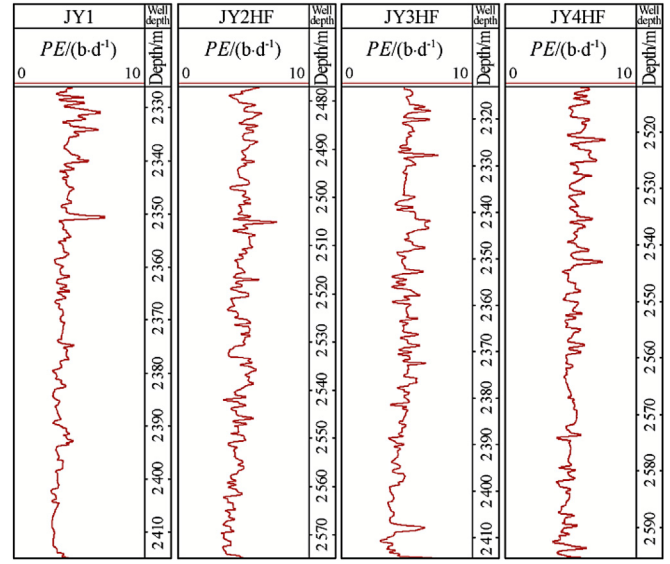 JY1
Well depth
PE/(b·d⁻¹)
Depth/m
0 10
2 330
2 340
2 350
2 360
2 370
2 380
2 390
2 400
2 410
JY2HF
Well depth
PE/(b·d⁻¹)
Depth/m
0 10
2 480
2 490
2 500
2 510
2 520
2 530
2 540
2 550
2 560
2 570
JY3HF
Well depth
PE/(b·d⁻¹)
Depth/m
0 10
2 320
2 330
2 340
2 350
2 360
2 370
2 380
2 390
2 400
2 410
JY4HF
Well depth
PE/(b·d⁻¹)
Depth/m
0 10
2 520
2 530
2 540
2 550
2 560
2 570
2 580
2 590